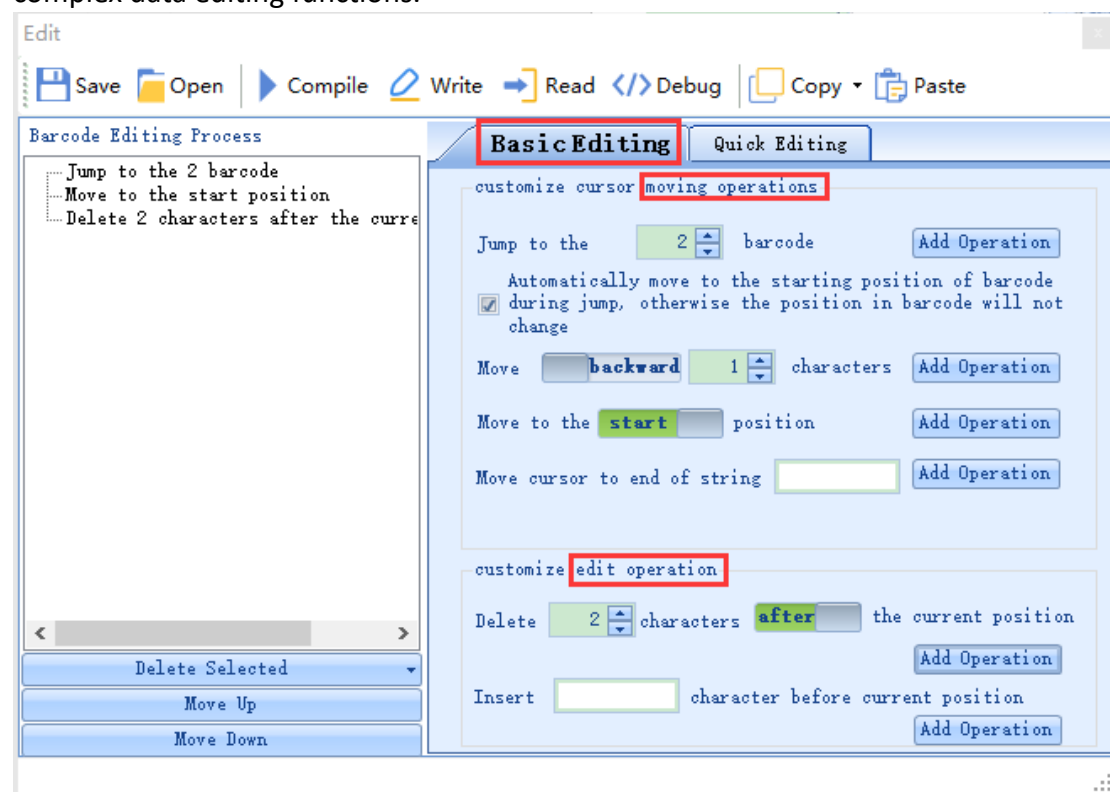 complex data editing functions.
Edit
x
Save Open Compile Write Read </> Debug Copy Paste
Barcode Editing Process
Jump to the 2 barcode
Move to the start position
Delete 2 characters after the curre
Delete Selected
Move Up
Move Down
Basic Editing Quick Editing
customize cursor moving operations
Jump to the 2 barcode Add Operation
Automatically move to the starting position of barcode
during jump, otherwise the position in barcode will not
change
Move backward 1 characters Add Operation
Move to the start position Add Operation
Move cursor to end of string Add Operation
customize edit operation
Delete 2 characters after the current position
Add Operation
Insert character before current position
Add Operation